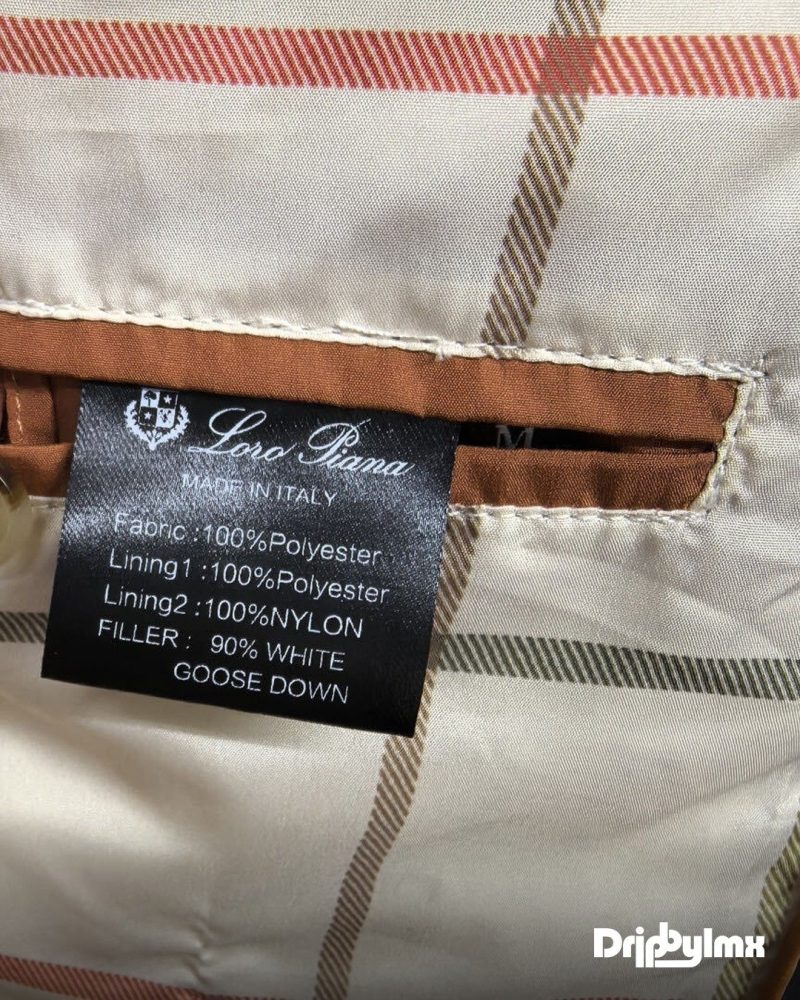 Loro Piana
MADE IN ITALY
Fabric :100%Polyester
Lining1 :100%Polyester
Lining2 :100%NYLON
FILLER : 90% WHITE
GOOSE DOWN
M
Dripbylmx